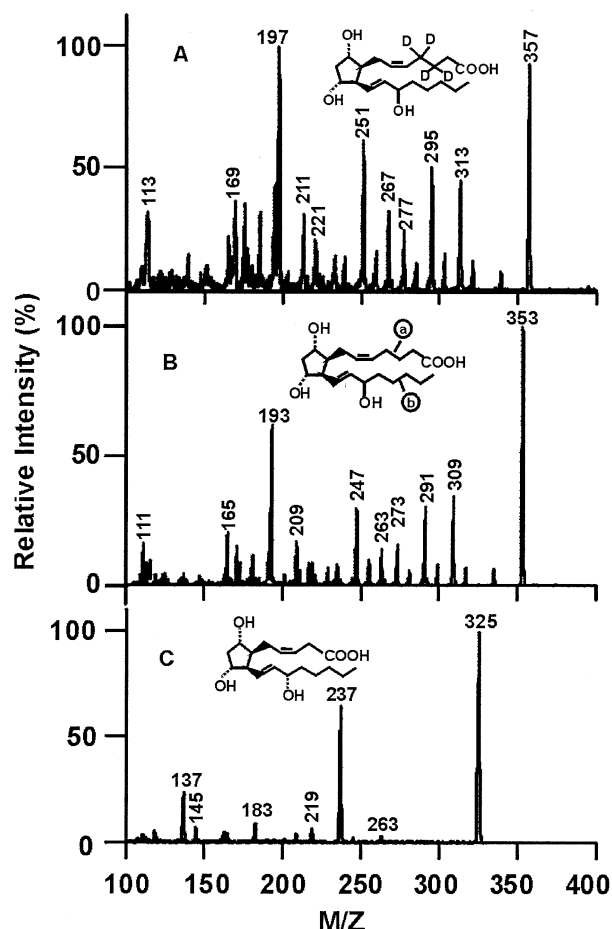 100
A
197
357
OH
D D
D D
COOH
OH
OH
251
295
313
50
113
169
211
221
267
277
0
100
B
353
OH
a
COOH
OH
OH
b
193
50
247
309
291
273
263
111
165
209
0
100
C
325
OH
COOH
OH
OH
237
50
137
145
183
219
263
0
100 150 200 250 300 350 400
M/Z
Relative Intensity (%)